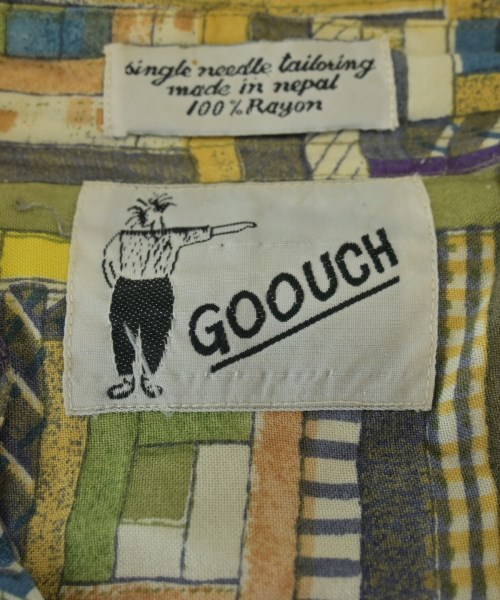 single needle tailoring
made in nepal
100% Rayon
GOOUCH